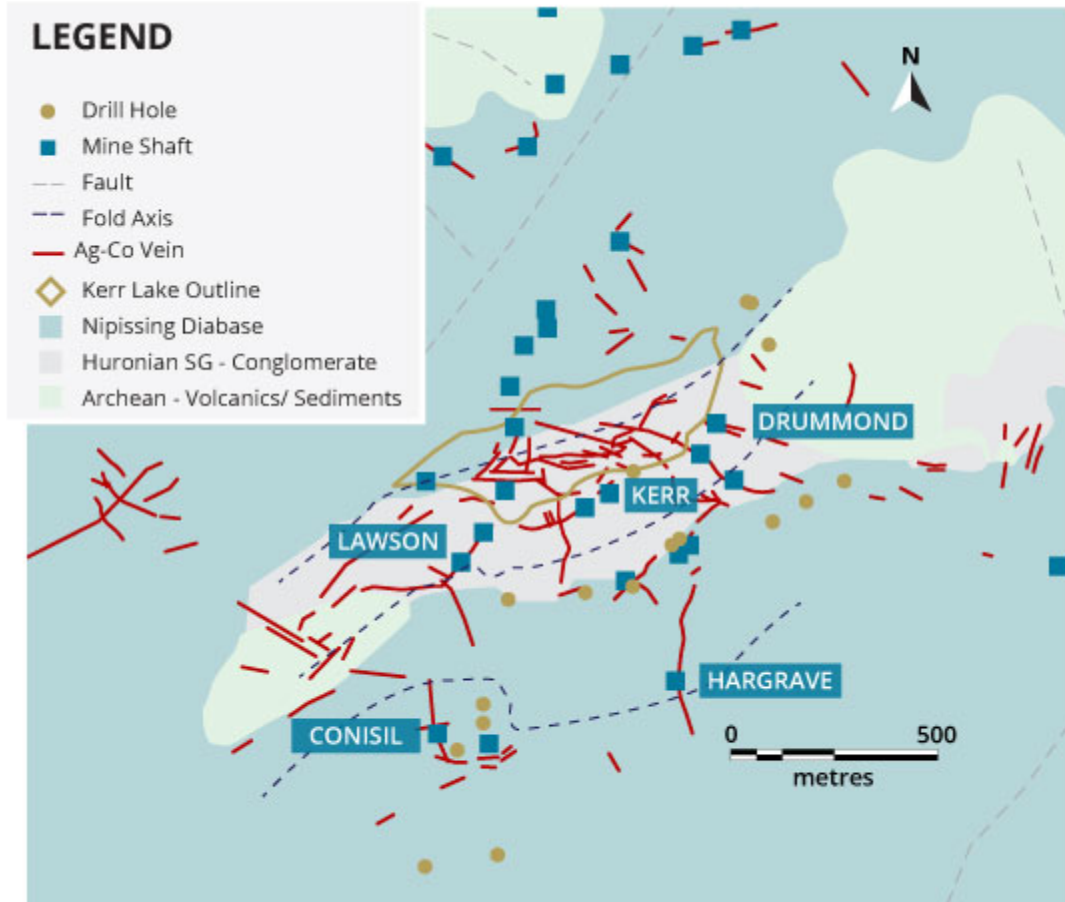 LEGEND
Drill Hole
Mine Shaft
Fault
Fold Axis
Ag-Co Vein
Kerr Lake Outline
Nipissing Diabase
Huronian SG - Conglomerate
Archean - Volcanics/ Sediments
N
DRUMMOND
KERR
LAWSON
HARGRAVE
CONISIL
0 500
metres